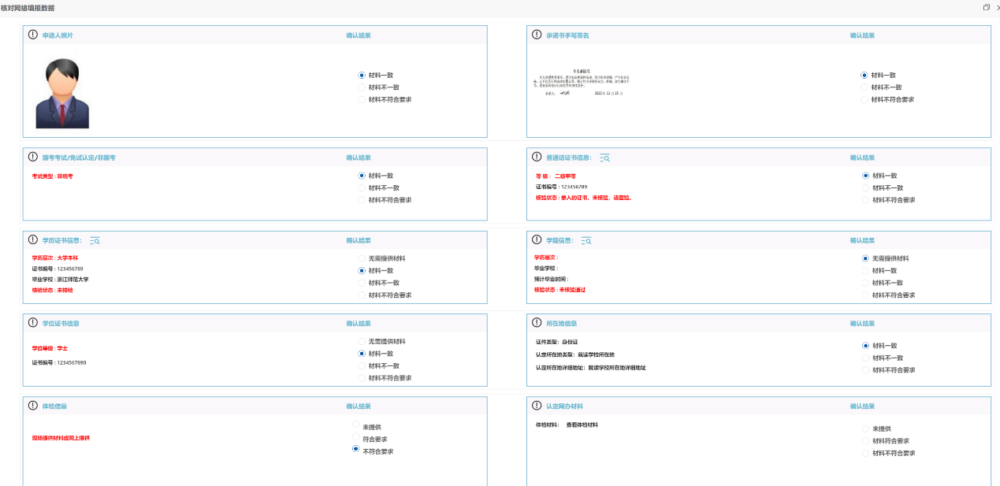 核对网络填报数据
申请人照片 确认结果
材料一致
材料不一致
材料不符合要求
承诺书手写签名 确认结果
个人承诺书
承诺人:
2022 年 11 月 15 日
材料一致
材料不一致
材料不符合要求
国考考试/免试认定/非国考 确认结果
考试类型 : 非统考
材料一致
材料不一致
材料不符合要求
普通话证书信息: 确认结果
等 级 : 二级甲等
证书编号 : 123456789
核验状态 : 录入的证书,未核验,请查验。
材料一致
材料不一致
材料不符合要求
学历证书信息: 确认结果
学历层次 : 大学本科
证书编号 : 123456789
毕业学校 : 浙江师范大学
核验状态 : 未核验
无需提供材料
材料一致
材料不一致
材料不符合要求
学籍信息: 确认结果
学历层次 :
毕业学校 :
预计毕业时间 :
核验状态 : 未核验通过
无需提供材料
材料一致
材料不一致
材料不符合要求
学位证书信息 确认结果
学位等级 : 学士
证书编号 : 1234567890
无需提供材料
材料一致
材料不一致
材料不符合要求
所在地信息 确认结果
证件类型: 身份证
认定所在地类型: 就读学校所在地
认定所在地详细地址: 就读学校所在地详细地址
材料一致
材料不一致
材料不符合要求
体检信息 确认结果
现场提供材料或网上提供
未提供
符合要求
不符合要求
认定网办材料 确认结果
体检材料: 查看体检材料
未提供
材料符合要求
材料不符合要求